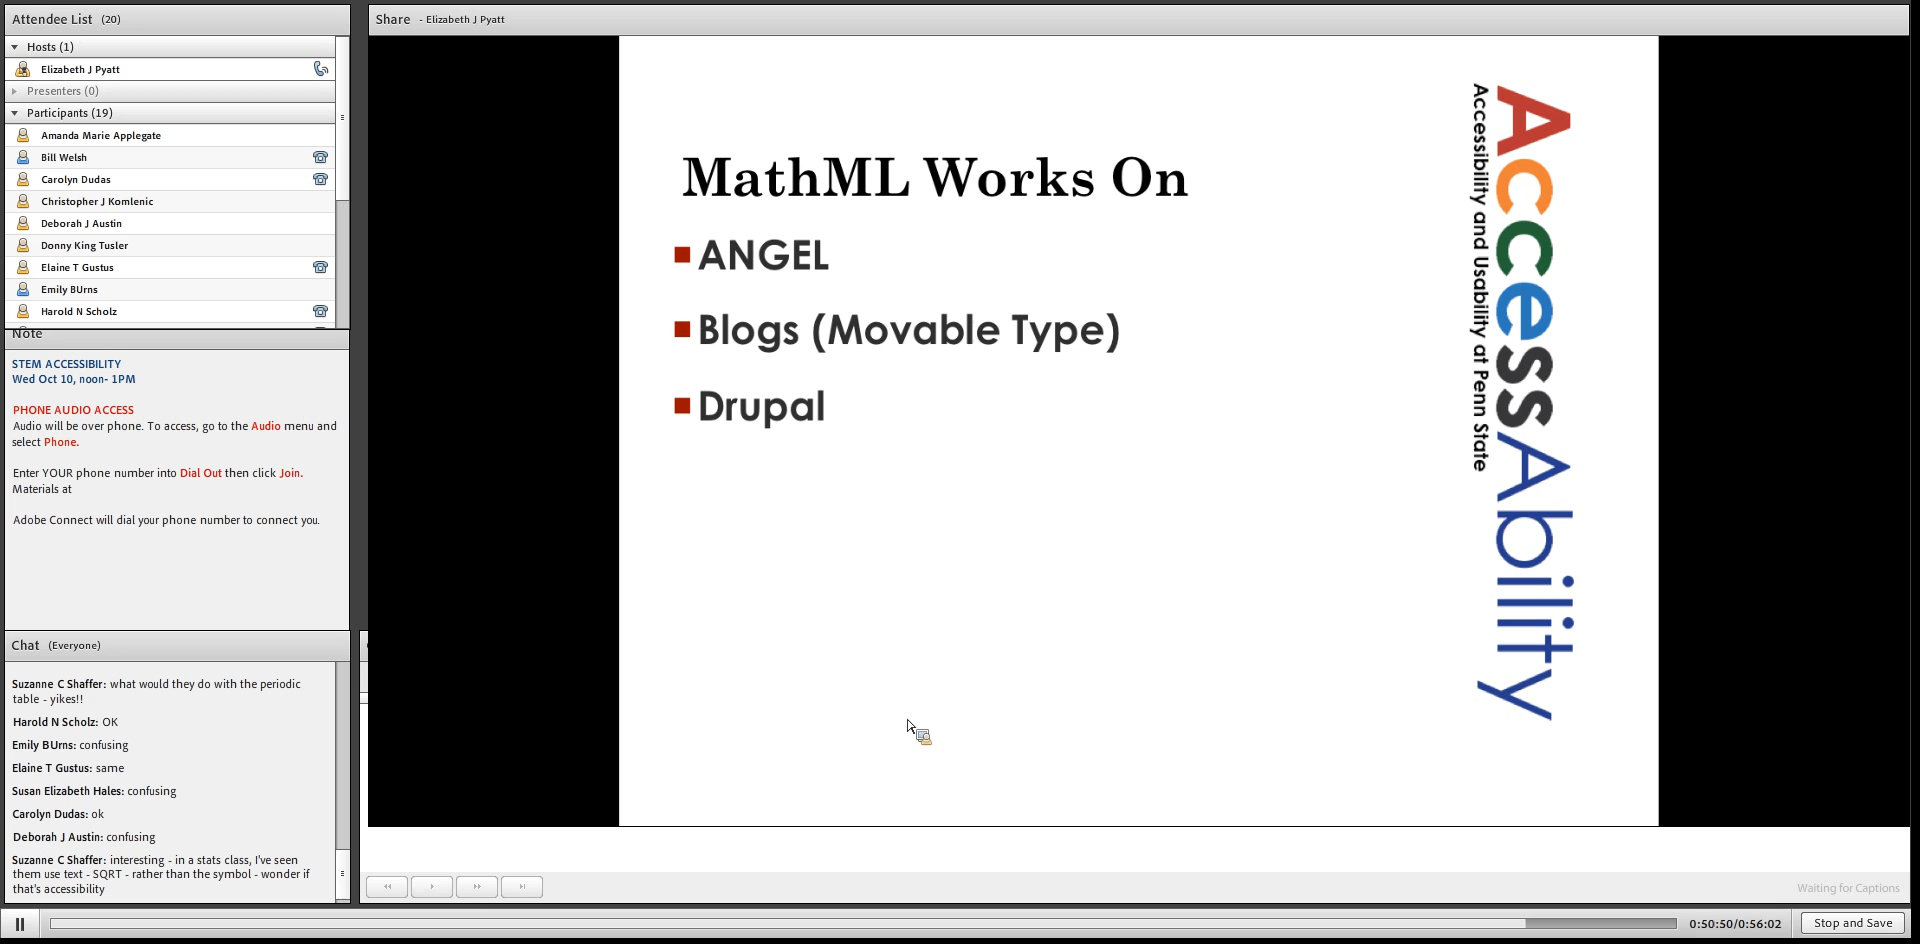 Attendee List (20)
Hosts (1)
Elizabeth J Pyatt
Presenters (0)
Participants (19)
Amanda Marie Applegate
Bill Welsh
Carolyn Dudas
Christopher J Komlenic
Deborah J Austin
Donny King Tusler
Elaine T Gustus
Emily BUrns
Harold N Scholz
Note
STEM ACCESSIBILITY
Wed Oct 10, noon- 1PM
PHONE AUDIO ACCESS
Audio will be over phone. To access, go to the Audio menu and
select Phone.
Enter YOUR phone number into Dial Out then click Join.
Materials at
Adobe Connect will dial your phone number to connect you.
Chat (Everyone)
Suzanne C Shaffer: what would they do with the periodic
table - yikes!!
Harold N Scholz: OK
Emily BUrns: confusing
Elaine T Gustus: same
Susan Elizabeth Hales: confusing
Carolyn Dudas: ok
Deborah J Austin: confusing
Suzanne C Shaffer: interesting - in a stats class, I've seen
them use text - SQRT - rather than the symbol - wonder if
that's accessibility
Share - Elizabeth J Pyatt
MathML Works On
ANGEL
Blogs (Movable Type)
Drupal
AccessAbility
Accessibility and Usability at Penn State
Waiting for Captions
0:50:50/0:56:02
Stop and Save